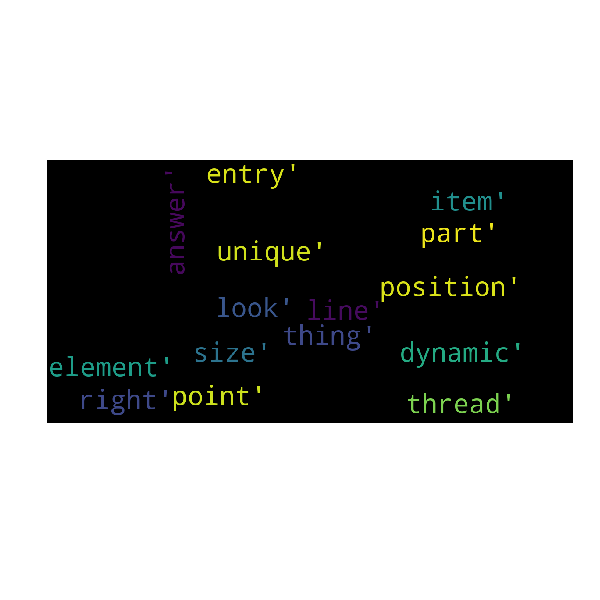 entry'
answer'
item'
part'
unique'
position'
look'
line'
thing'
size'
dynamic'
element'
right'
point'
thread'